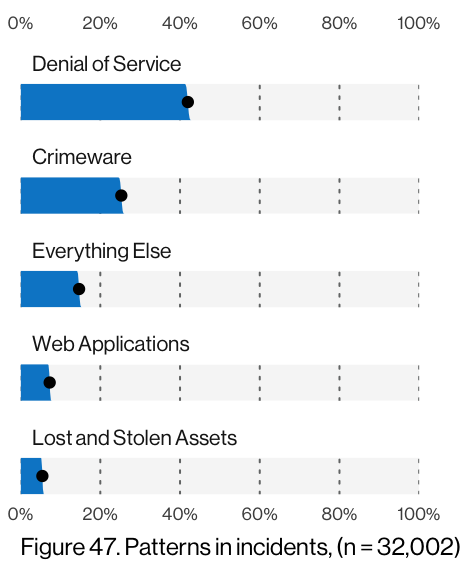 0% 20% 40% 60% 80% 100%
Denial of Service
Crimeware
Everything Else
Web Applications
Lost and Stolen Assets
0% 20% 40% 60% 80% 100%
Figure 47. Patterns in incidents, (n = 32,002)